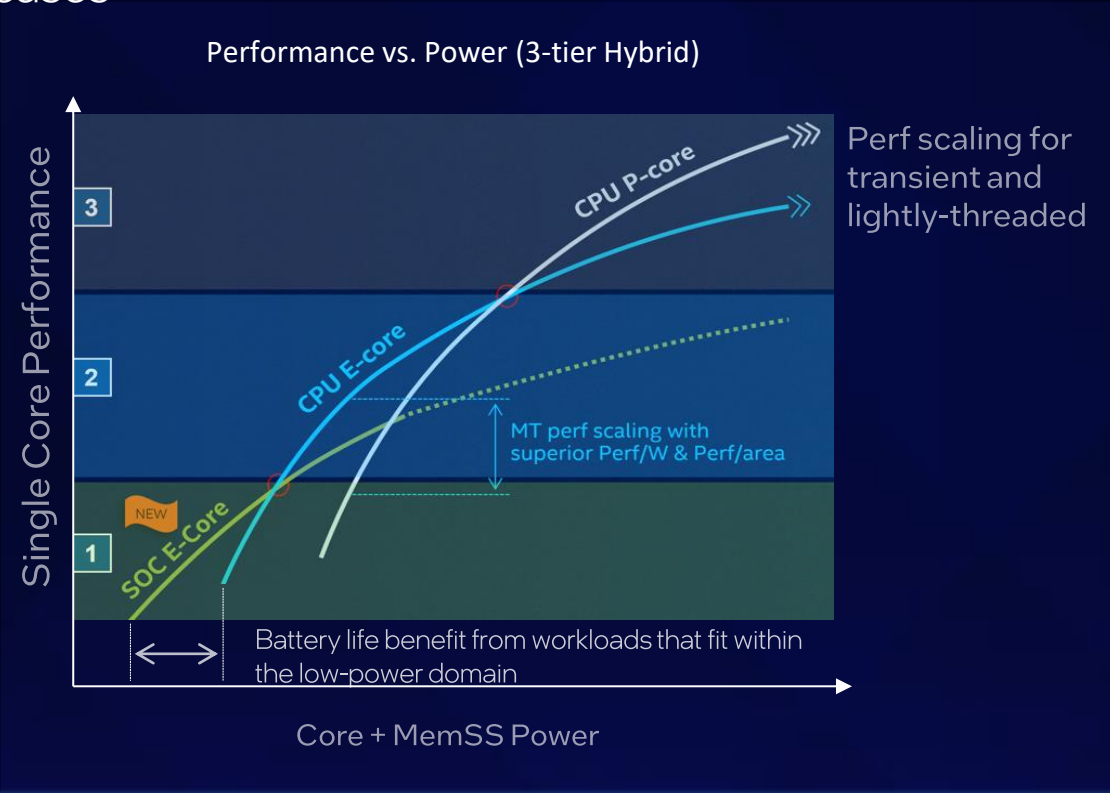 Performance vs. Power (3-tier Hybrid)
Single Core Performance
3
2
1
CPU P-core
CPU E-core
SOC E-Core
NEW
MT perf scaling with
superior Perf/W & Perf/area
Perf scaling for
transient and
lightly-threaded
Battery life benefit from workloads that fit within
the low-power domain
Core + MemSS Power